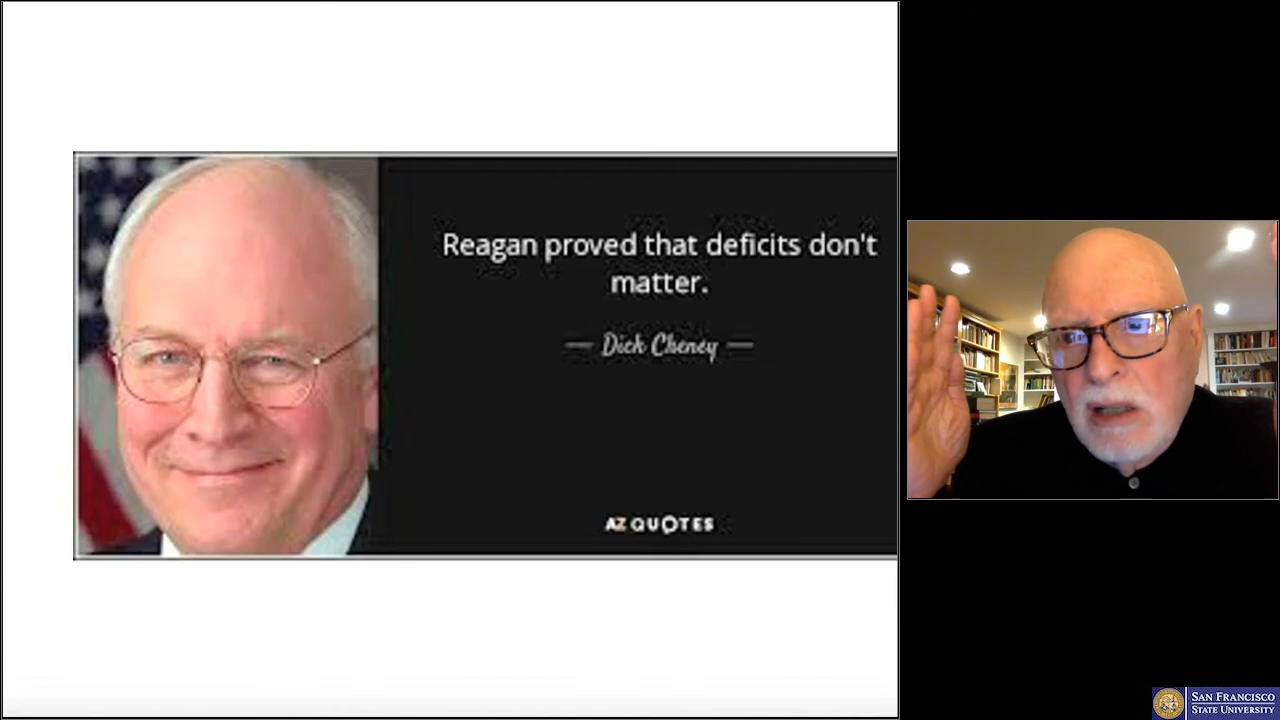 Reagan proved that deficits don't
matter.
— Dick Cheney —
AZ QUOTES
SAN FRANCISCO
STATE UNIVERSITY